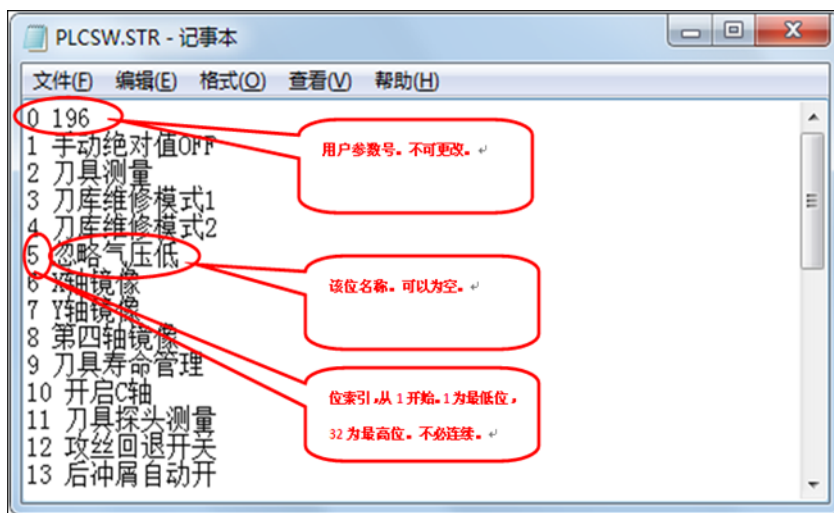 PLCSW.STR - 记事本
文件(F) 编辑(E) 格式(O) 查看(V) 帮助(H)
0 196
1 手动绝对值OFF
2 刀具测量
3 刀库维修模式1
4 刀库维修模式2
5 忽略气压低
6 X轴镜像
7 Y轴镜像
8 第四轴镜像
9 刀具寿命管理
10 开启C轴
11 刀具探头测量
12 攻丝回退开关
13 后冲屑自动开
用户参数号。不可更改。
该位名称。可以为空。
位索引,从 1 开始。1 为最低位,
32 为最高位。不必连续。